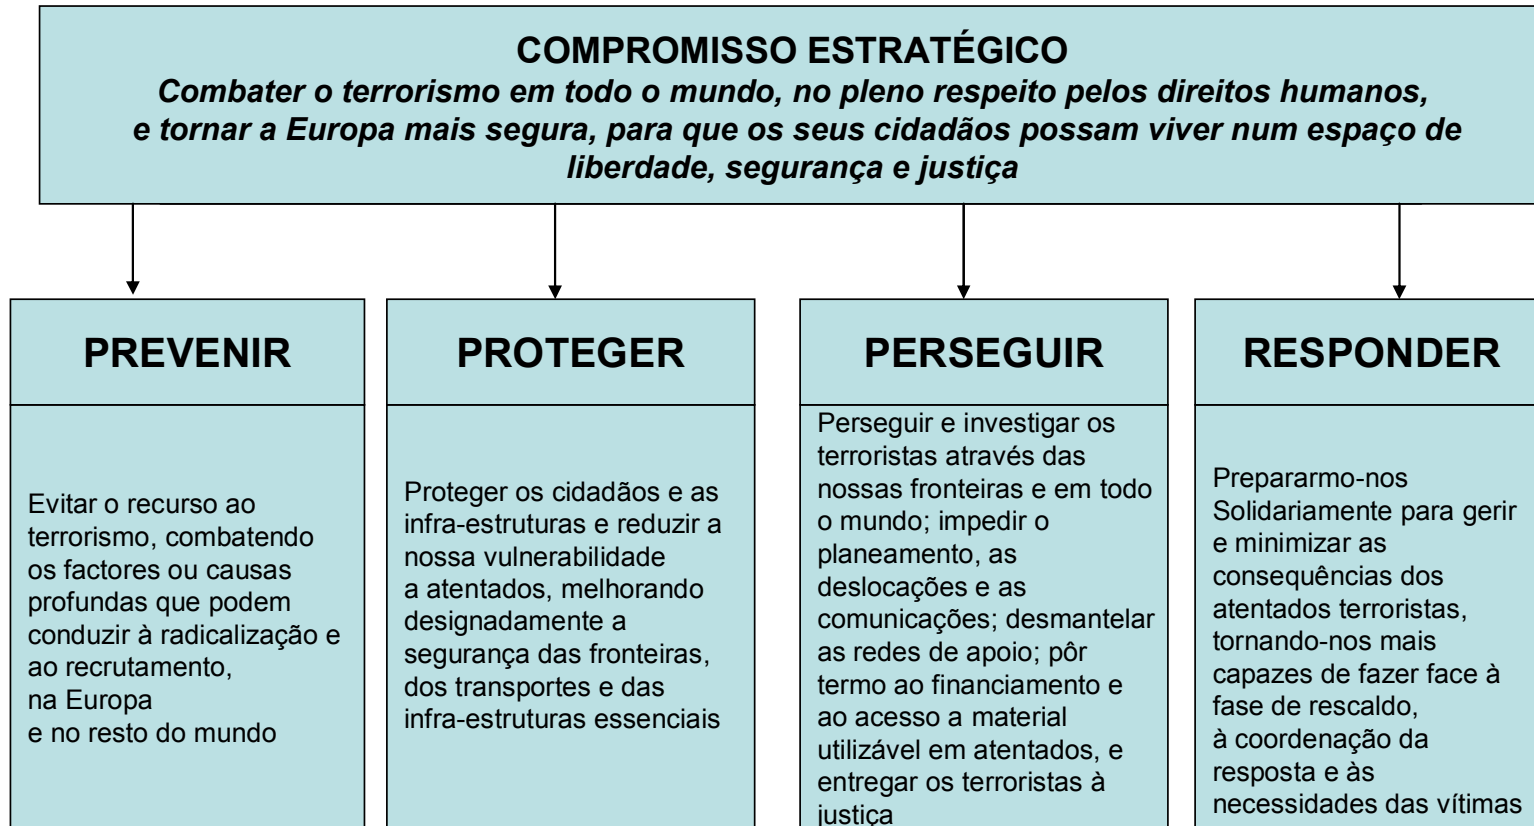 COMPROMISSO ESTRATÉGICO
Combater o terrorismo em todo o mundo, no pleno respeito pelos direitos humanos,
e tornar a Europa mais segura, para que os seus cidadãos possam viver num espaço de
liberdade, segurança e justiça
PREVENIR
Evitar o recurso ao
terrorismo, combatendo
os factores ou causas
profundas que podem
conduzir à radicalização e
ao recrutamento,
na Europa
e no resto do mundo
PROTEGER
Proteger os cidadãos e as
infra-estruturas e reduzir a
nossa vulnerabilidade
a atentados, melhorando
designadamente a
segurança das fronteiras,
dos transportes e das
infra-estruturas essenciais
PERSEGUIR
Perseguir e investigar os
terroristas através das
nossas fronteiras e em todo
o mundo; impedir o
planeamento, as
deslocações e as
comunicações; desmantelar
as redes de apoio; pôr
termo ao financiamento e
ao acesso a material
utilizável em atentados, e
entregar os terroristas à
justiça
RESPONDER
Prepararmo-nos
Solidariamente para gerir
e minimizar as
consequências dos
atentados terroristas,
tornando-nos mais
capazes de fazer face à
fase de rescaldo,
à coordenação da
resposta e às
necessidades das vítimas